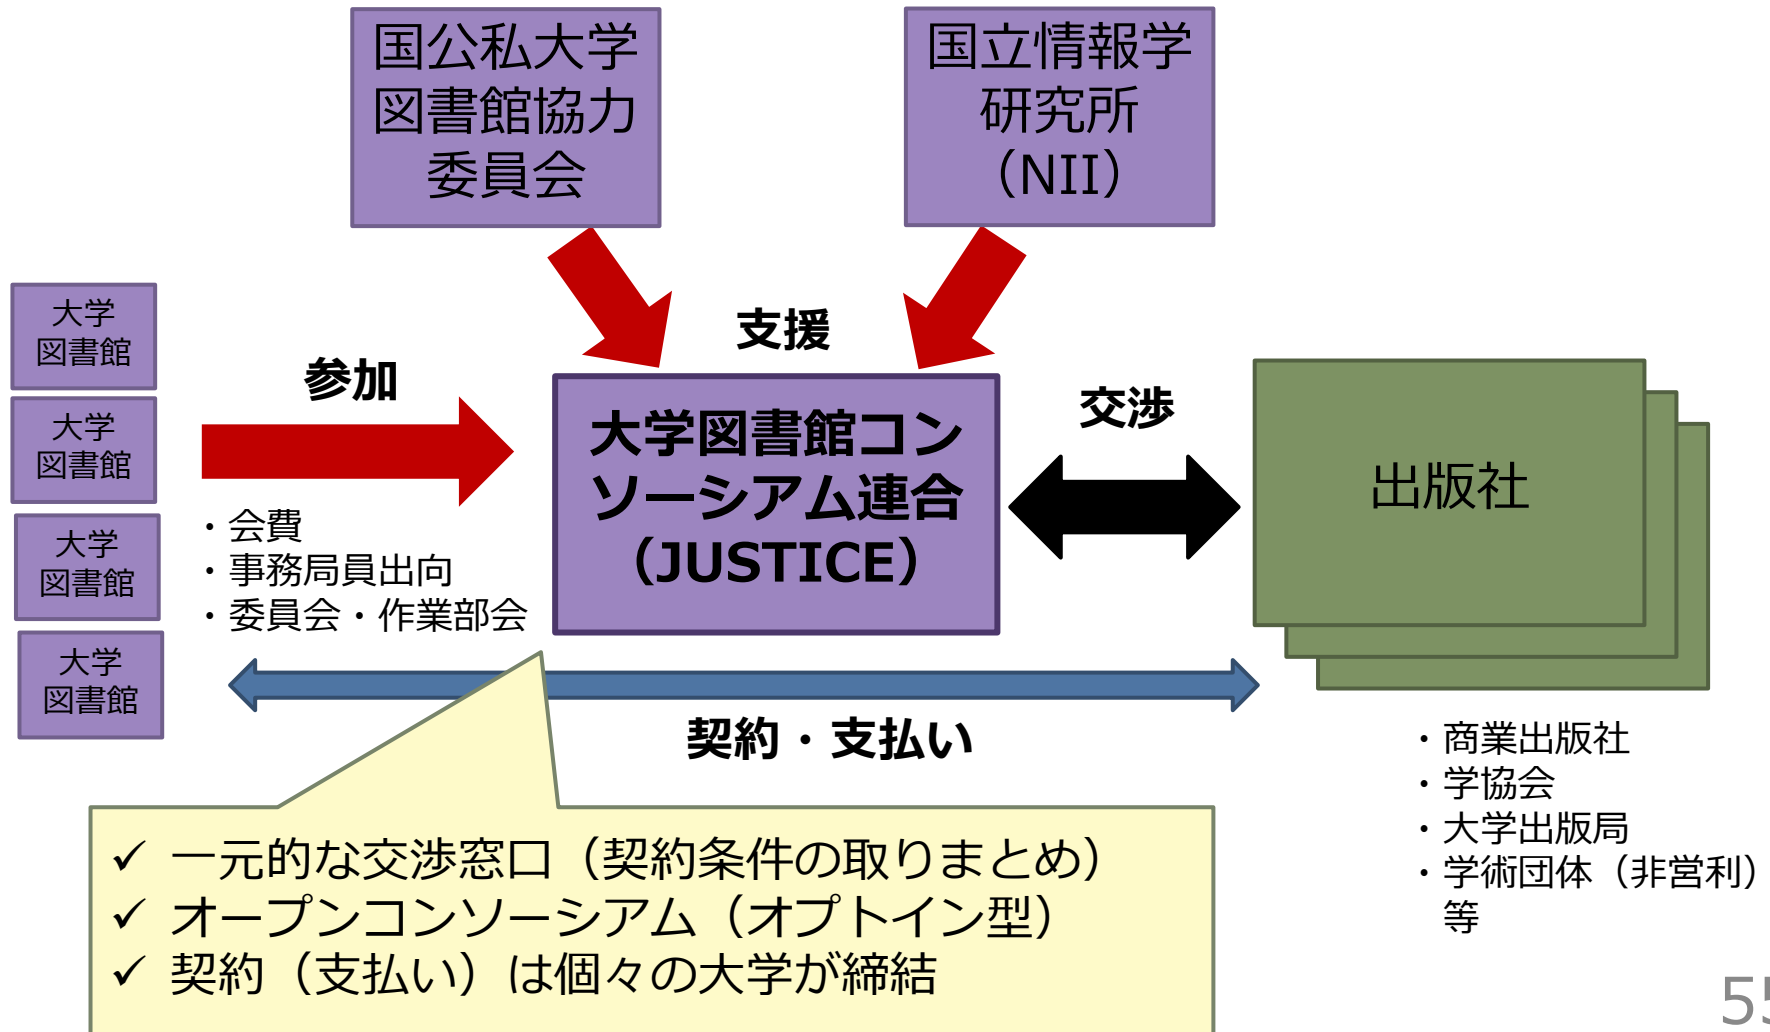 国公私大学
図書館協力
委員会
国立情報学
研究所
（NII）
大学
図書館
大学
図書館
大学
図書館
大学
図書館
参加
・会費
・事務局員出向
・委員会・作業部会
支援
大学図書館コン
ソーシアム連合
（JUSTICE）
交渉
出版社
契約・支払い
・商業出版社
・学協会
・大学出版局
・学術団体（非営利）
等
✓ 一元的な交渉窓口（契約条件の取りまとめ）
✓ オープンコンソーシアム（オプトイン型）
✓ 契約（支払い）は個々の大学が締結
55